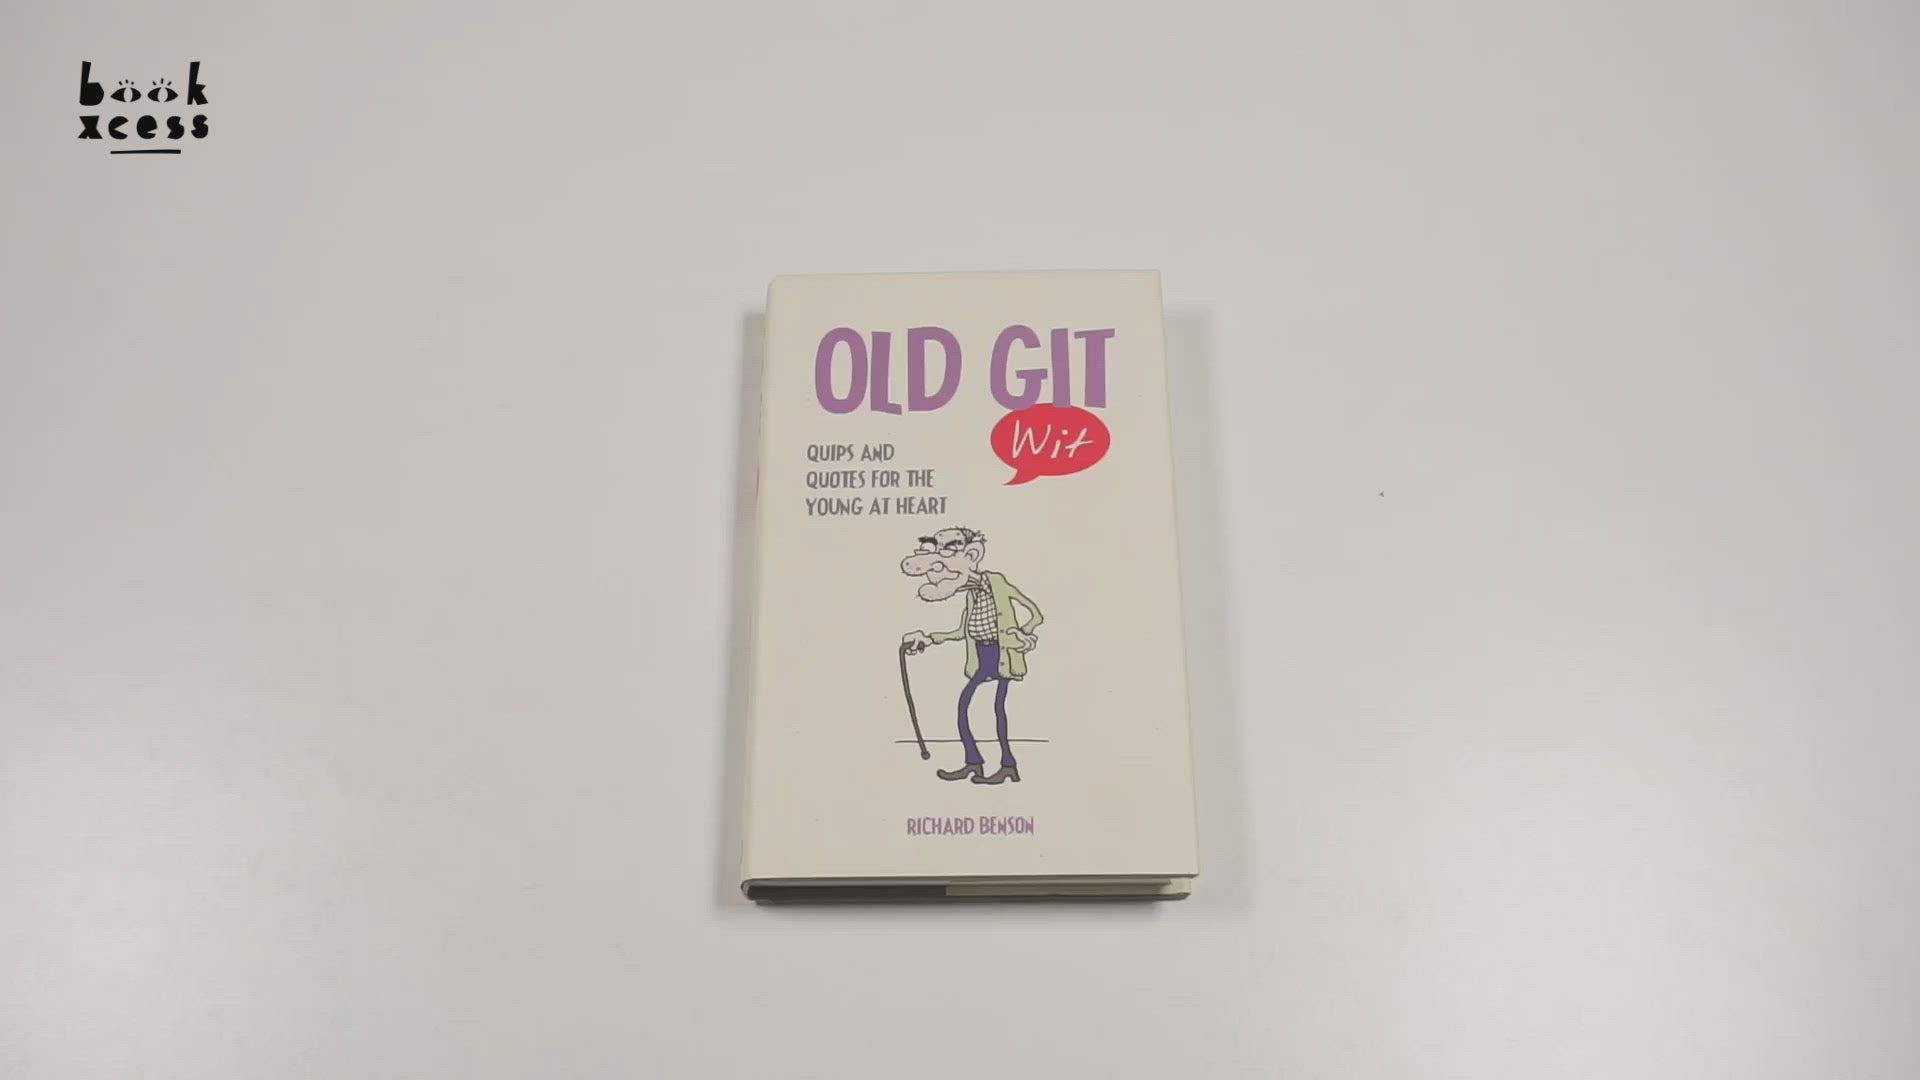 book
xcess
OLD GIT
Wit
QUIPS AND
QUOTES FOR THE
YOUNG AT HEART
RICHARD BENSON